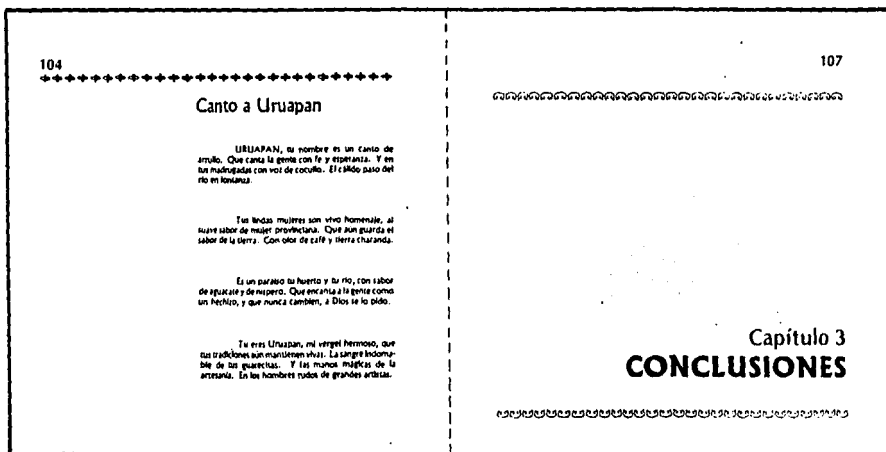 104
Canto a Uruapan
URUAPAN, tu nombre es un canto de
arrullo. Que canta la gente con fe y esperanza. Y en
tus madrugadas con voz de cocullo. El cálido paso del
río en lontanza.
Tus lindas mujeres son vivo homenaje, al
suave sabor de mujer provinciana. Que aún guarda el
sabor de la tierra. Con olor de café y tierra charanda.
Es un paraíso tu huerto y tu río, con sabor
de aguacate y de níspero. Que encanta a la gente como
un hechizo, y que nunca cambien, a Dios se lo pido.
Tu eres Uruapan, mi vergel hermoso, que
tus tradiciones aún mantienen vivas. La sangre indoma-
ble de tus guarecitas. Y las manos mágicas de la
artesanía. En los hombres rudos de grandes artistas.
107
Capítulo 3
CONCLUSIONES